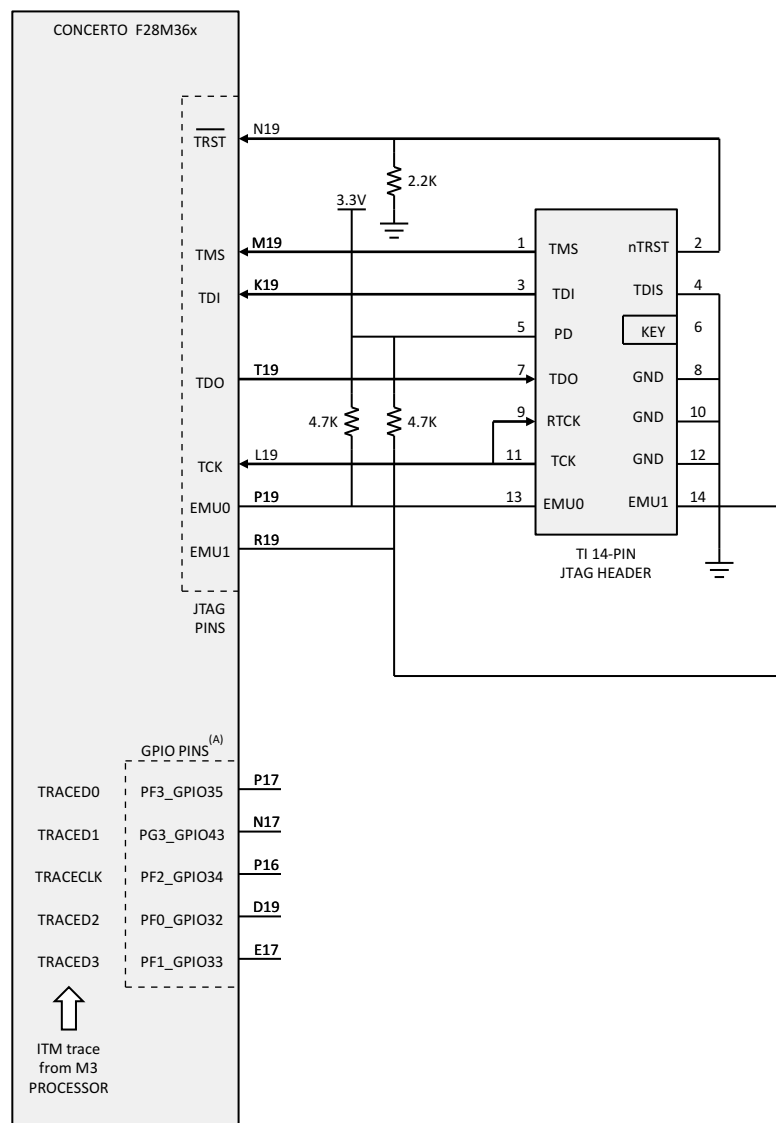 CONCERTO F28M36x
TRST
N19
2.2K
3.3V
TMS
M19
1
TMS
nTRST
2
TDI
K19
3
TDI
TDIS
4
5
PD
KEY
6
TDO
T19
7
TDO
GND
8
4.7K
4.7K
9
RTCK
GND
10
TCK
L19
11
TCK
GND
12
EMU0
P19
13
EMU0
EMU1
14
EMU1
R19
TI 14-PIN
JTAG HEADER
JTAG
PINS
GPIO PINS(A)
TRACED0
PF3_GPIO35
P17
TRACED1
PG3_GPIO43
N17
TRACECLK
PF2_GPIO34
P16
TRACED2
PF0_GPIO32
D19
TRACED3
PF1_GPIO33
E17
ITM trace
from M3
PROCESSOR